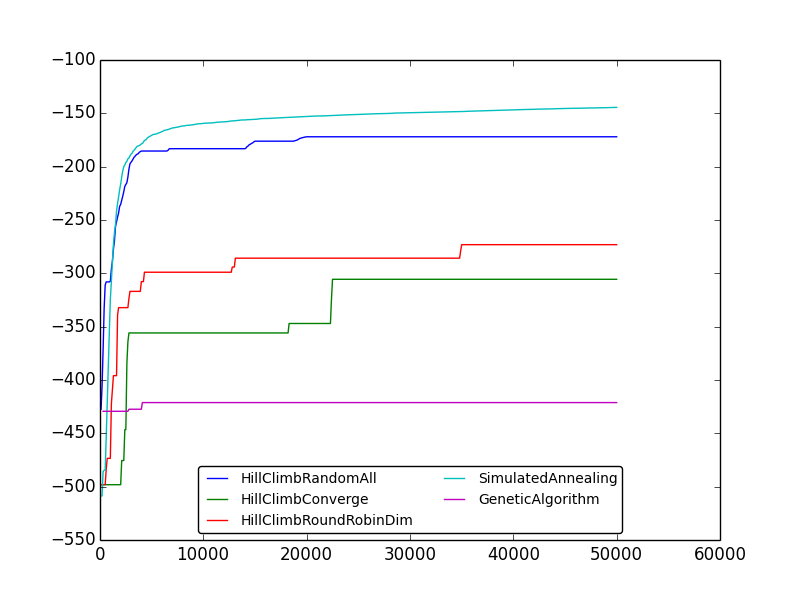 −100
−150
−200
−250
−300
−350
−400
−450
−500
−550
0 10000 20000 30000 40000 50000 60000
HillClimbRandomAll SimulatedAnnealing
HillClimbConverge GeneticAlgorithm
HillClimbRoundRobinDim